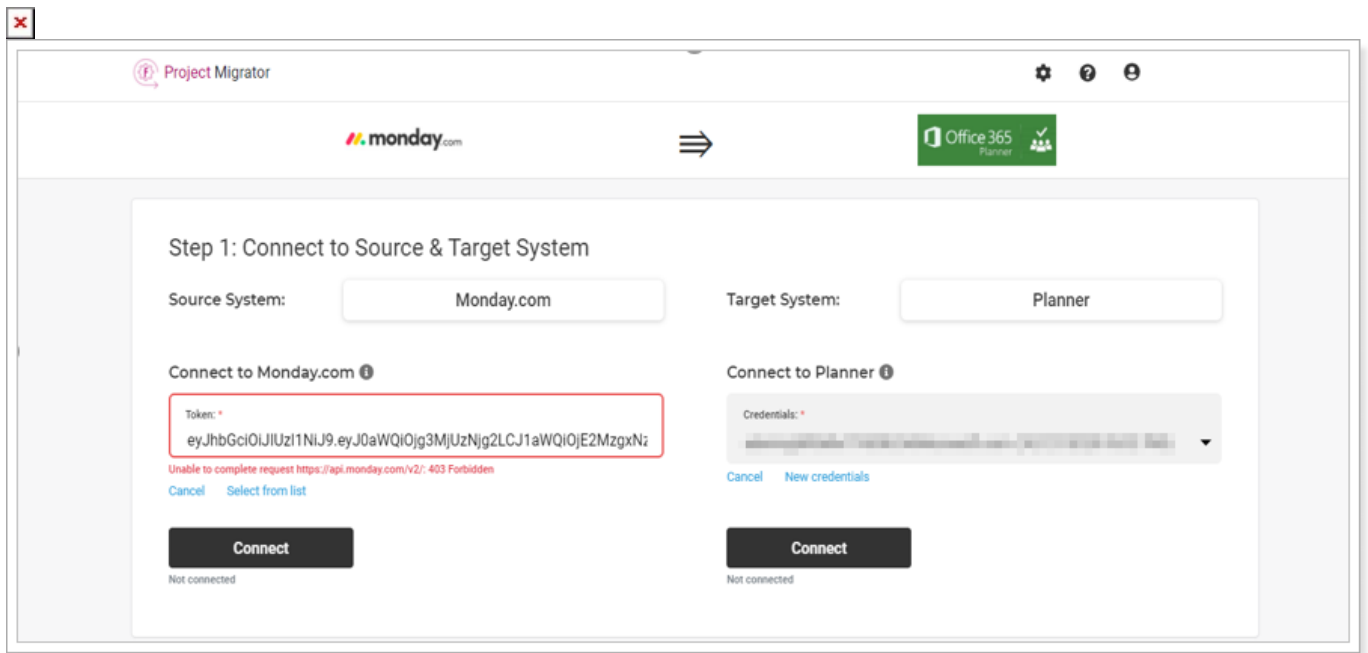 Project Migrator
monday.com
Office 365
Planner
Step 1: Connect to Source & Target System
Source System: Monday.com Target System: Planner
Connect to Monday.com
Connect to Planner
Token: *
eyJhbGciOiJIUzI1NiJ9.eyJ0aWQiOjg3MjUzNjg2LCJ1aWQiOjE2MzgxNz
Unable to complete request https://api.monday.com/v2/: 403 Forbidden
Cancel Select from list
Credentials: *
Cancel New credentials
Connect
Not connected
Connect
Not connected